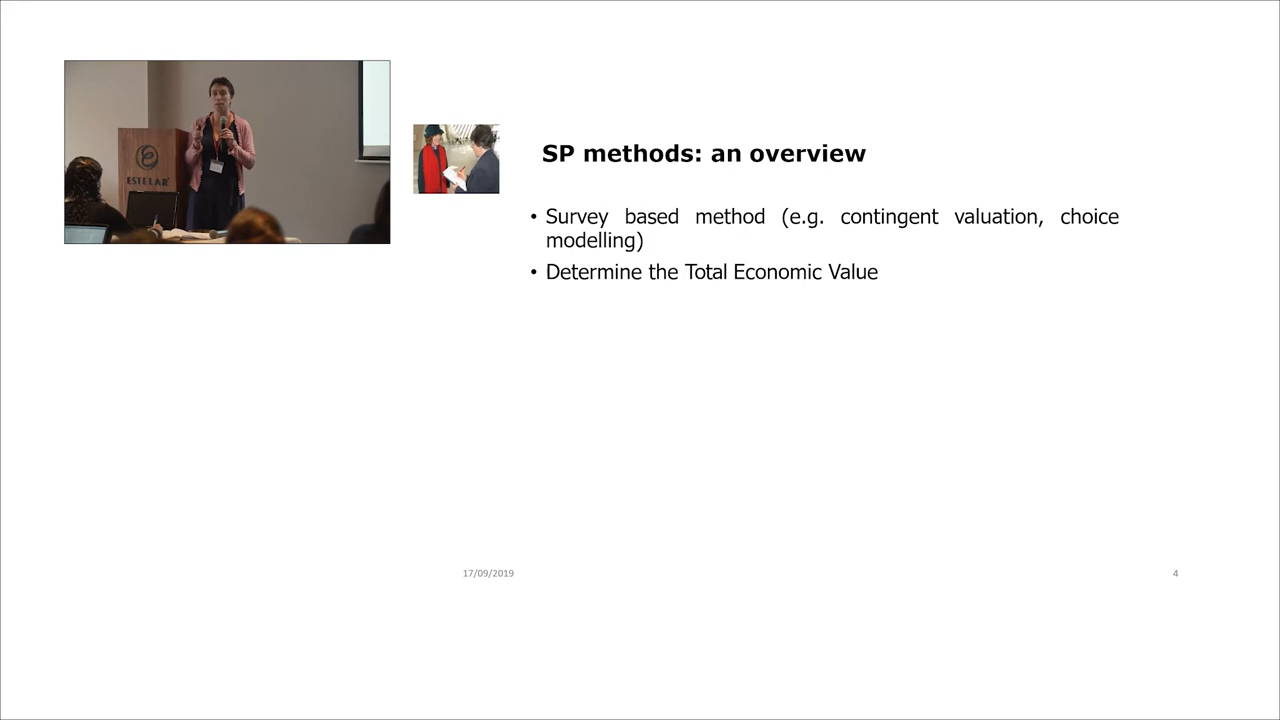 ESTELAR
SP methods: an overview
• Survey based method (e.g. contingent valuation, choice
modelling)
• Determine the Total Economic Value
17/09/2019
4